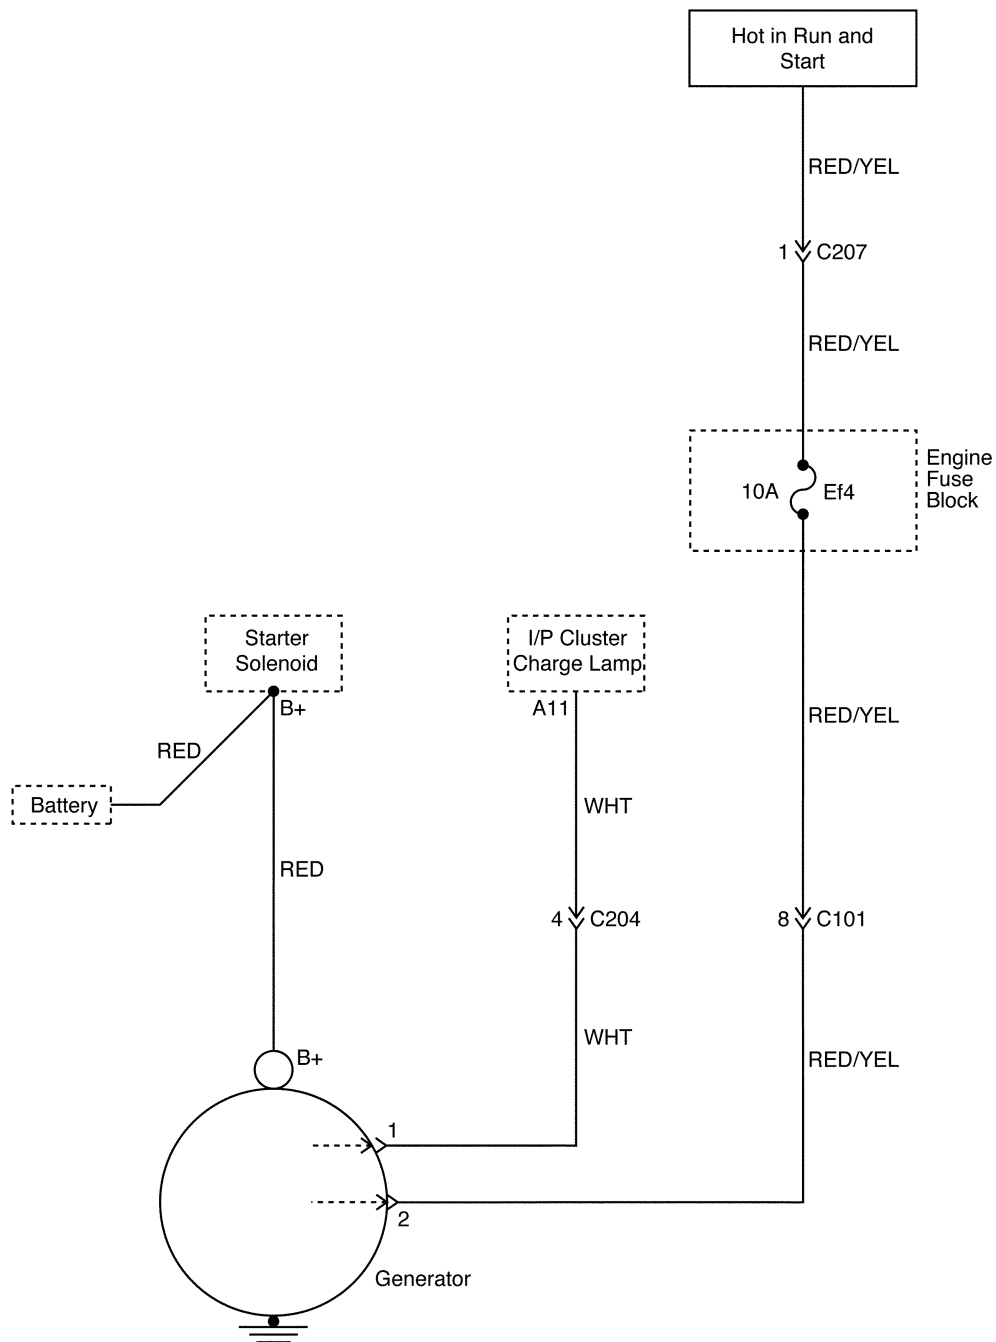 Hot in Run and
Start
RED/YEL
1
C207
RED/YEL
10A
Ef4
Engine
Fuse
Block
Starter
Solenoid
B+
I/P Cluster
Charge Lamp
A11
RED
RED/YEL
Battery
WHT
RED
4
C204
8
C101
WHT
B+
RED/YEL
1
2
Generator